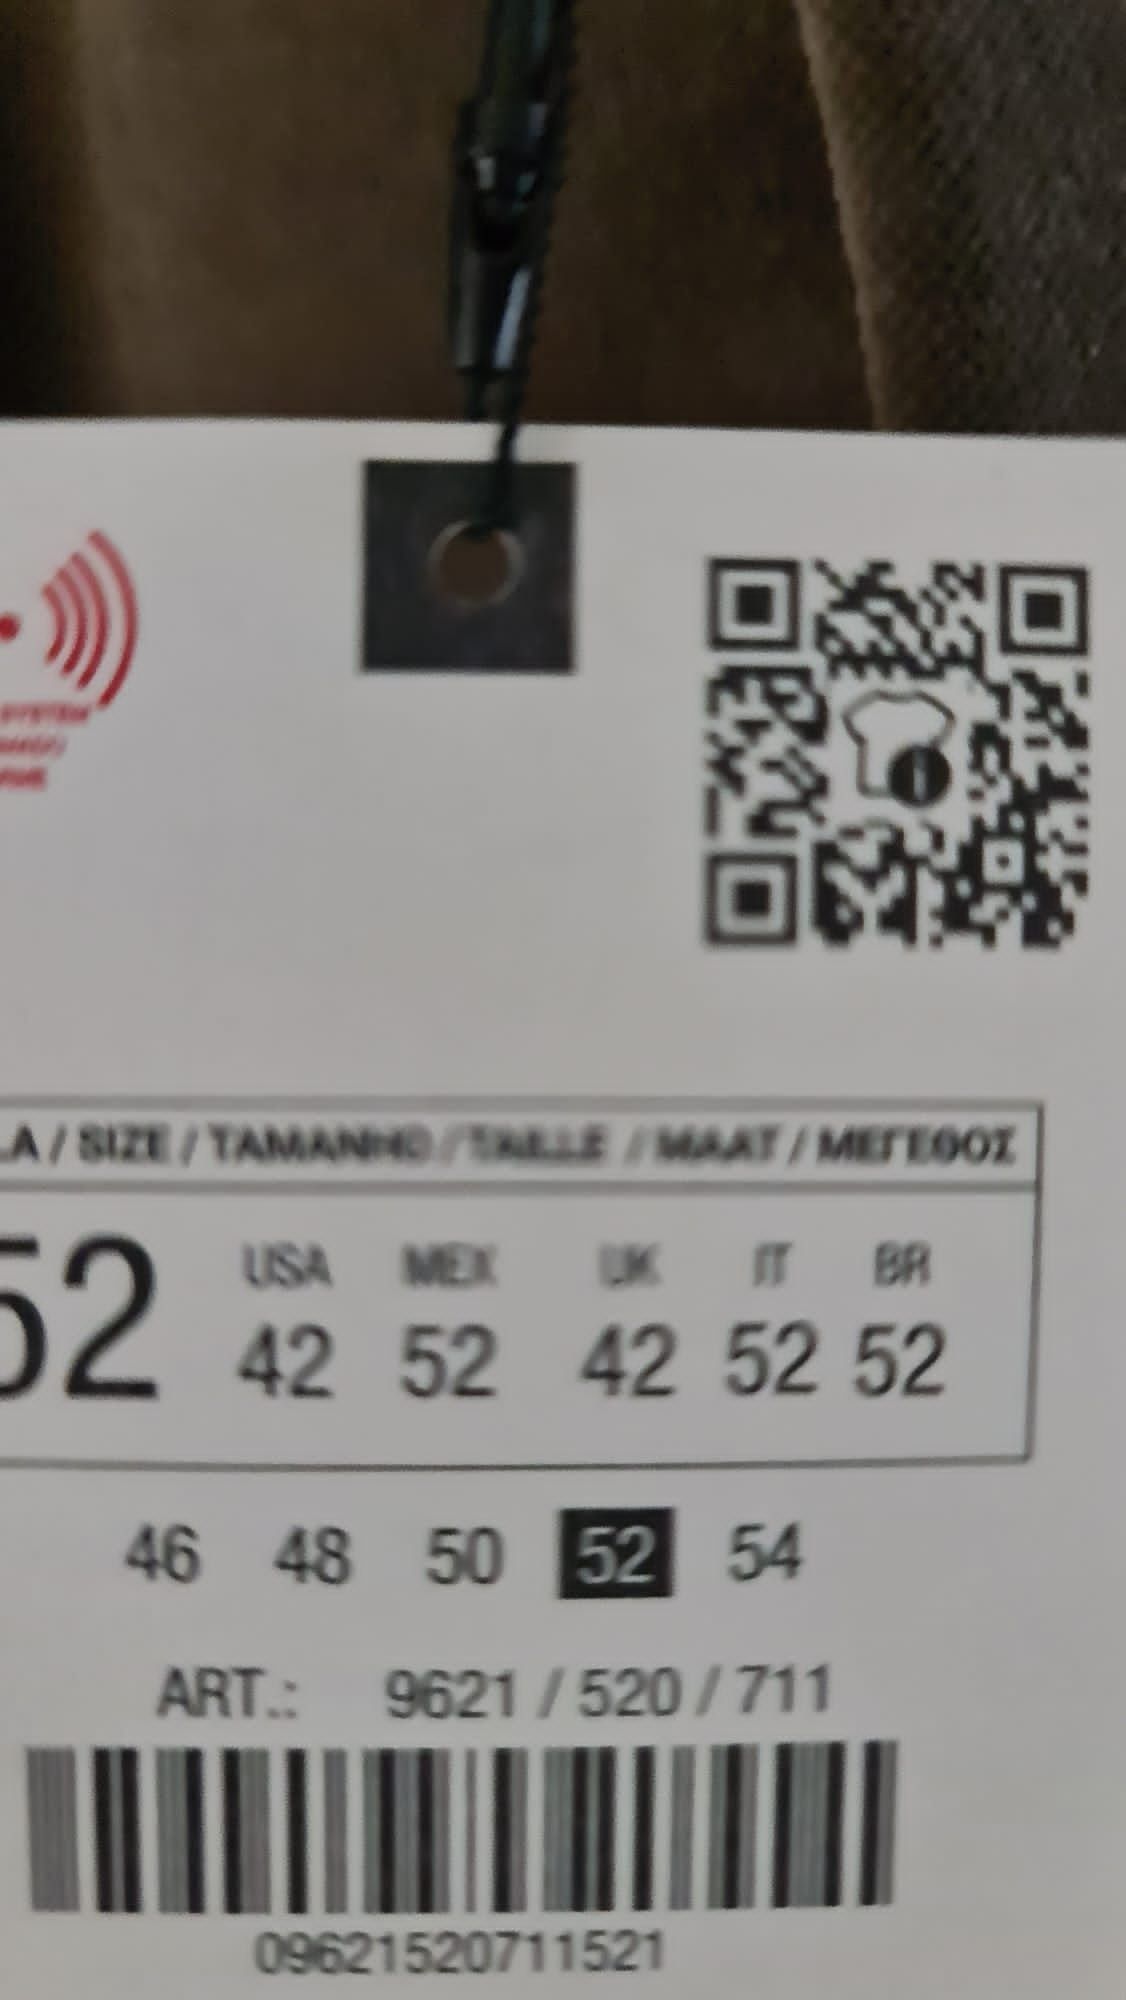 SYSTEM
LA / SIZE / TAMANHO / TAILLE / MAAT / ΜΕΓΕΘΟΣ
52 USA MEX UK IT BR
42 52 42 52 52
46 48 50 52 54
ART.: 9621 / 520 / 711
09621520711521